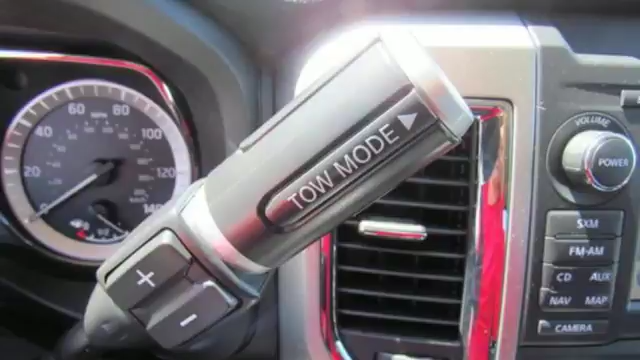 TOW MODE ▶
+
-
MPH
20
40
60
80
100
120
140
VOLUME
POWER
SXM
FM·AM
CD AUX
NAV MAP
CAMERA